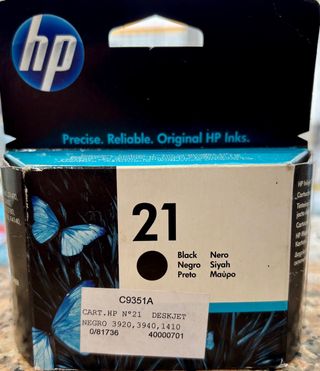 hp
Precise. Reliable. Original HP Inks.
21
Black Nero
Negro Siyah
Preto Μαύρο
C9351A
CART.HP Nº21 DESKJET
NEGRO 3920,3940,1410
0/81736 40000701